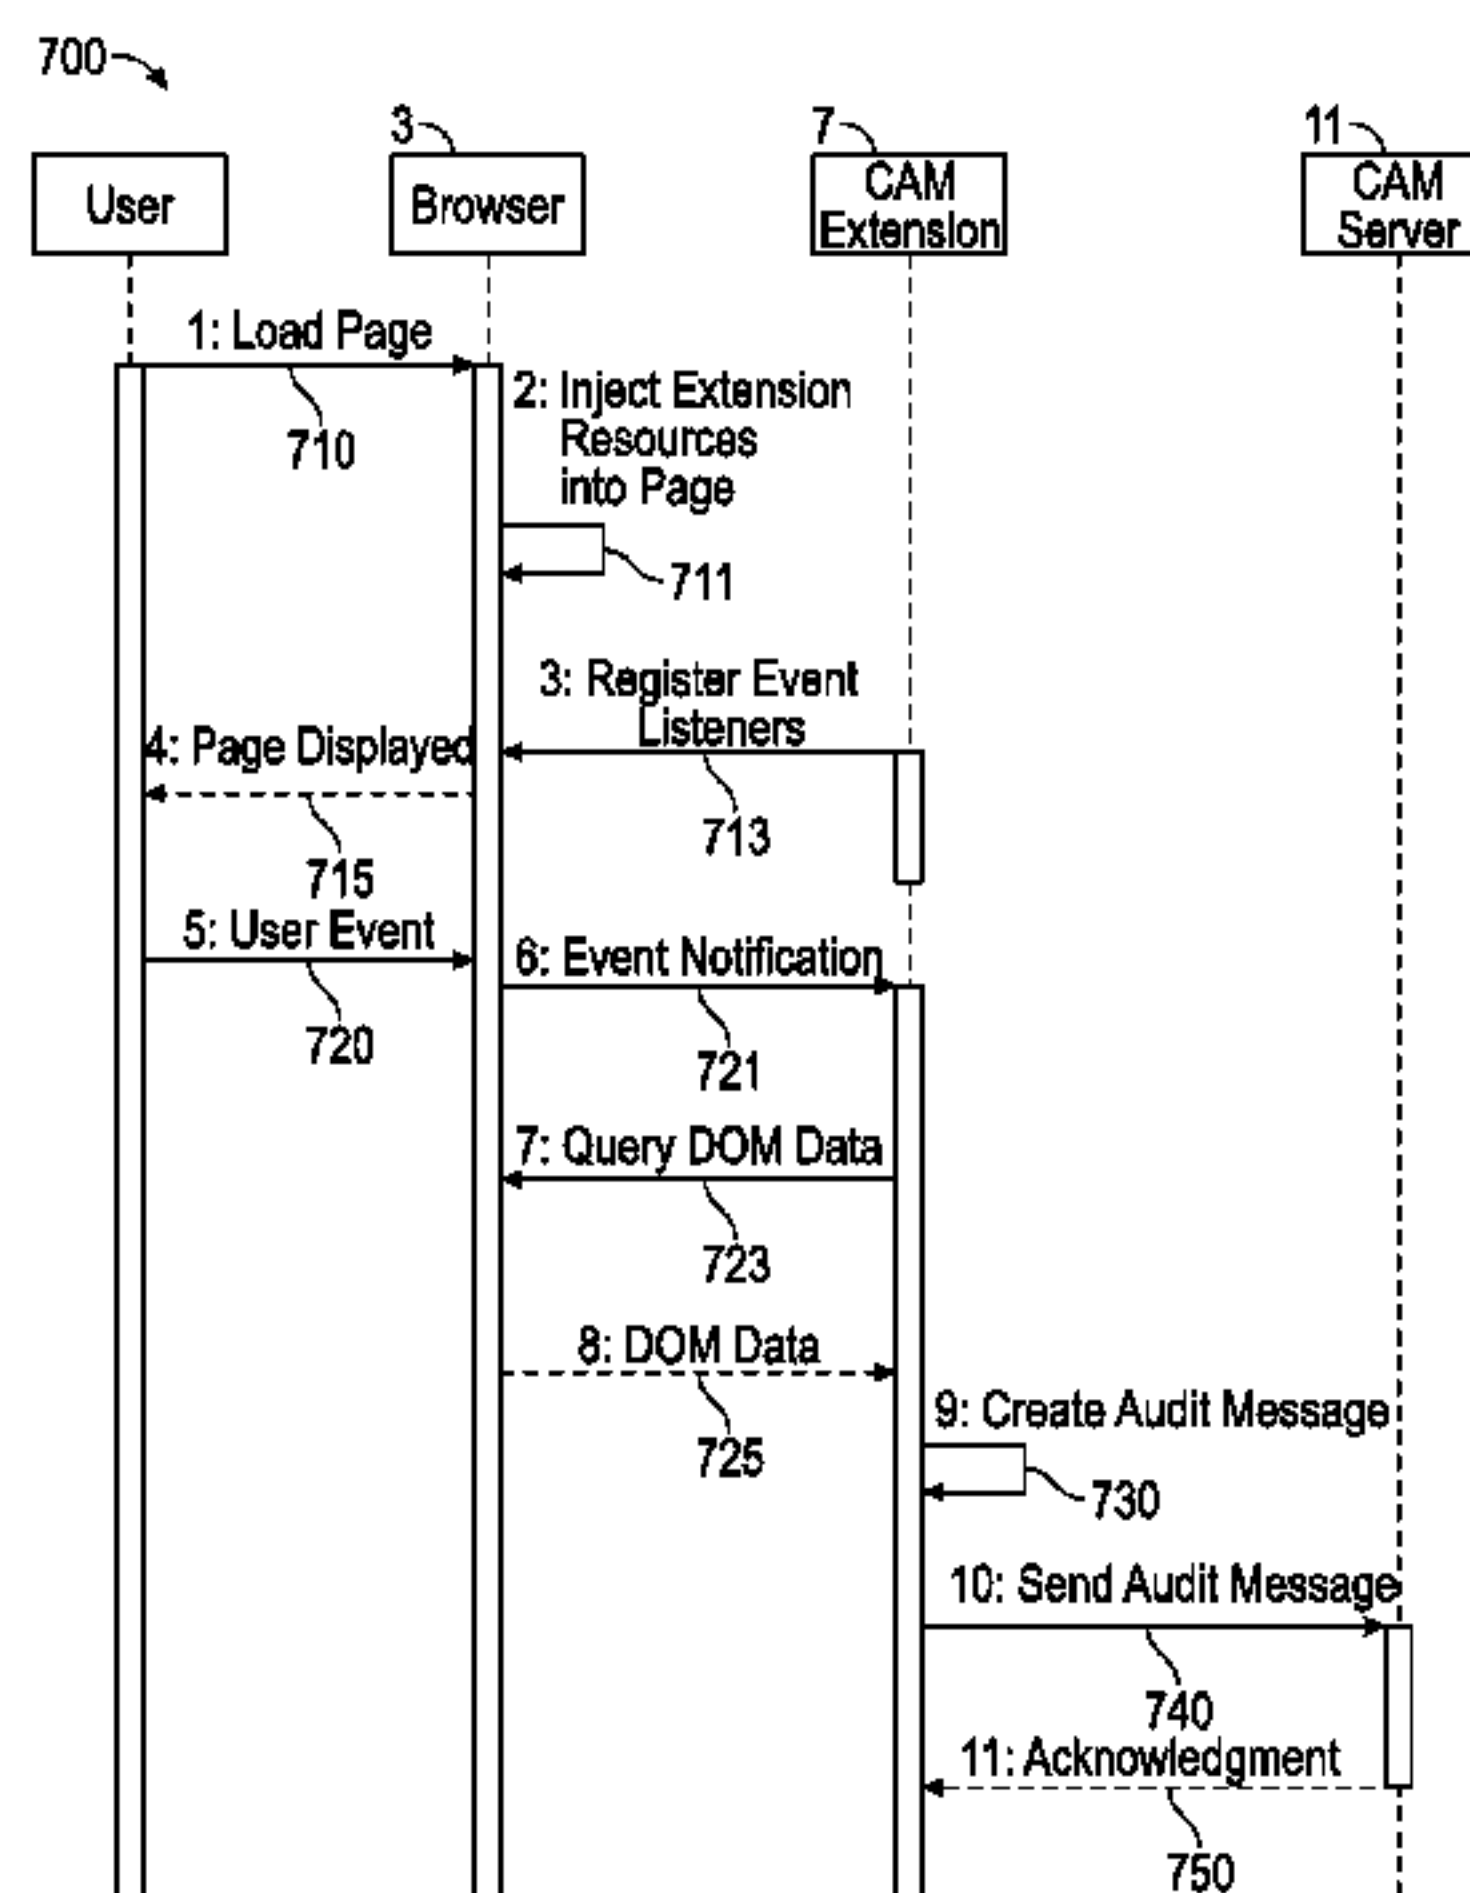 700
3
7
11
User
Browser
CAM
Extension
CAM
Server
1: Load Page
710
2: Inject Extension
Resources
into Page
711
3: Register Event
Listeners
713
4: Page Displayed
715
5: User Event
720
6: Event Notification
721
7: Query DOM Data
723
8: DOM Data
725
9: Create Audit Message
730
10: Send Audit Message
740
11: Acknowledgment
750